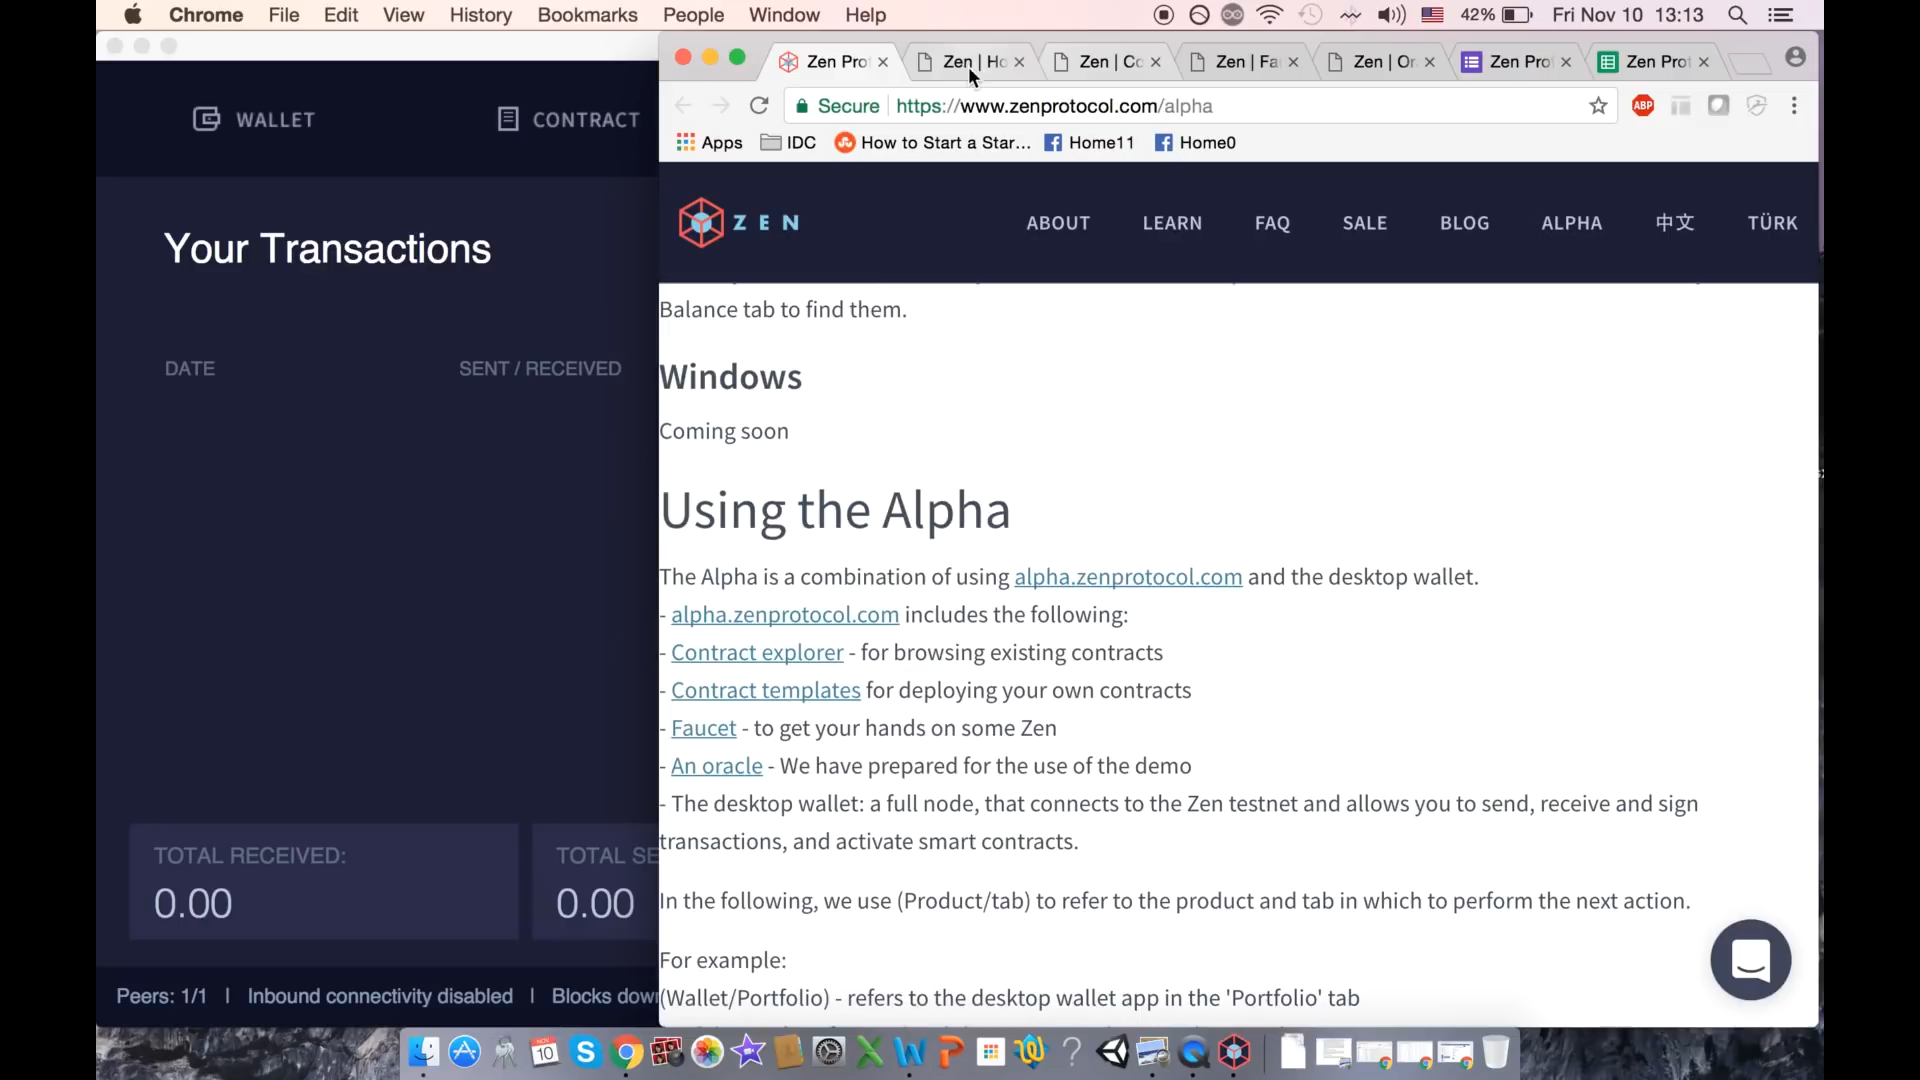 Chrome File Edit View History Bookmarks People Window Help 42% Fri Nov 10 13:13
Zen Pro Zen | Ho Zen | Co Zen | Fa Zen | Or Zen Pro Zen Prot
Secure https://www.zenprotocol.com/alpha ABP
Apps IDC How to Start a Star... Home11 Home0
WALLET CONTRACT
ZEN ABOUT LEARN FAQ SALE BLOG ALPHA 中文 TÜRK
Your Transactions
DATE SENT / RECEIVED
TOTAL RECEIVED:
0.00
TOTAL SE
0.00
Peers: 1/1 | Inbound connectivity disabled | Blocks dow
Balance tab to find them.
Windows
Coming soon
Using the Alpha
The Alpha is a combination of using alpha.zenprotocol.com and the desktop wallet.
- alpha.zenprotocol.com includes the following:
- Contract explorer - for browsing existing contracts
- Contract templates for deploying your own contracts
- Faucet - to get your hands on some Zen
- An oracle - We have prepared for the use of the demo
- The desktop wallet: a full node, that connects to the Zen testnet and allows you to send, receive and sign
transactions, and activate smart contracts.
In the following, we use (Product/tab) to refer to the product and tab in which to perform the next action.
For example:
(Wallet/Portfolio) - refers to the desktop wallet app in the 'Portfolio' tab
NOV
10